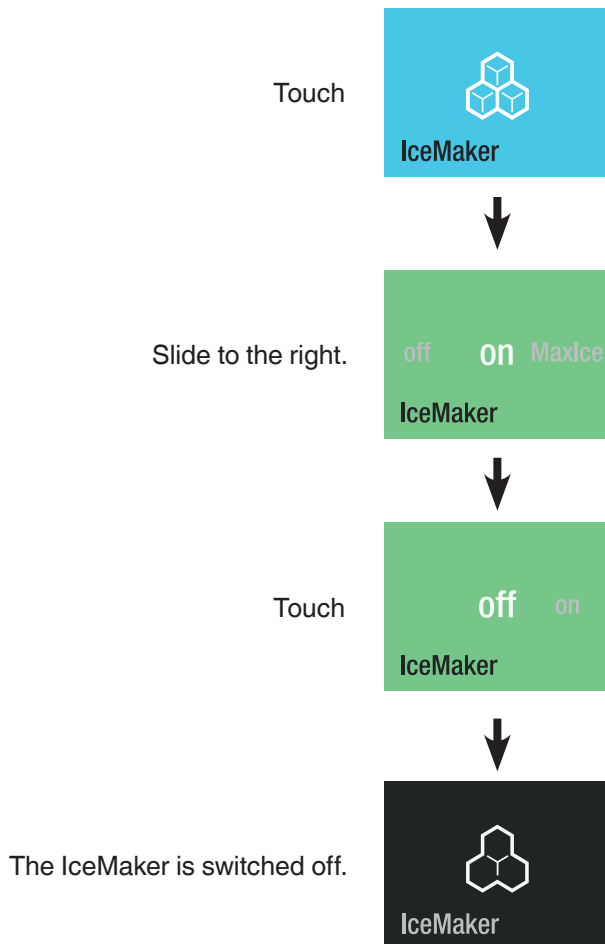 Touch
IceMaker
Slide to the right.
off on MaxIce
IceMaker
Touch
off on
IceMaker
The IceMaker is switched off.
IceMaker